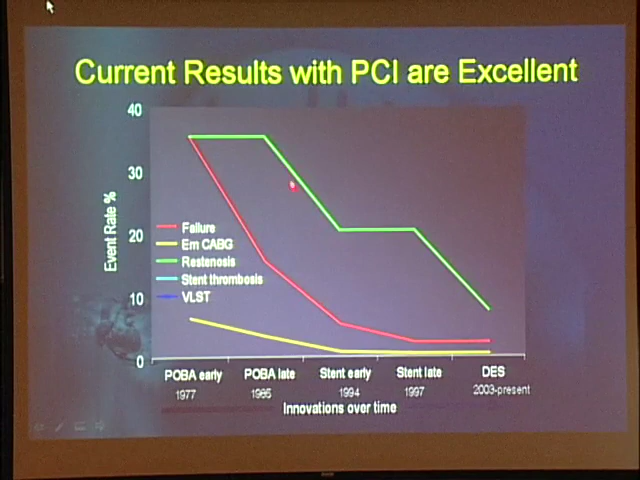 Current Results with PCI are Excellent
40
30
20
10
0
Event Rate %
Failure
Em CABG
Restenosis
Stent thrombosis
VLST
POBA early
POBA late
Stent early
Stent late
DES
1977
1985
1994
1997
2003-present
Innovations over time